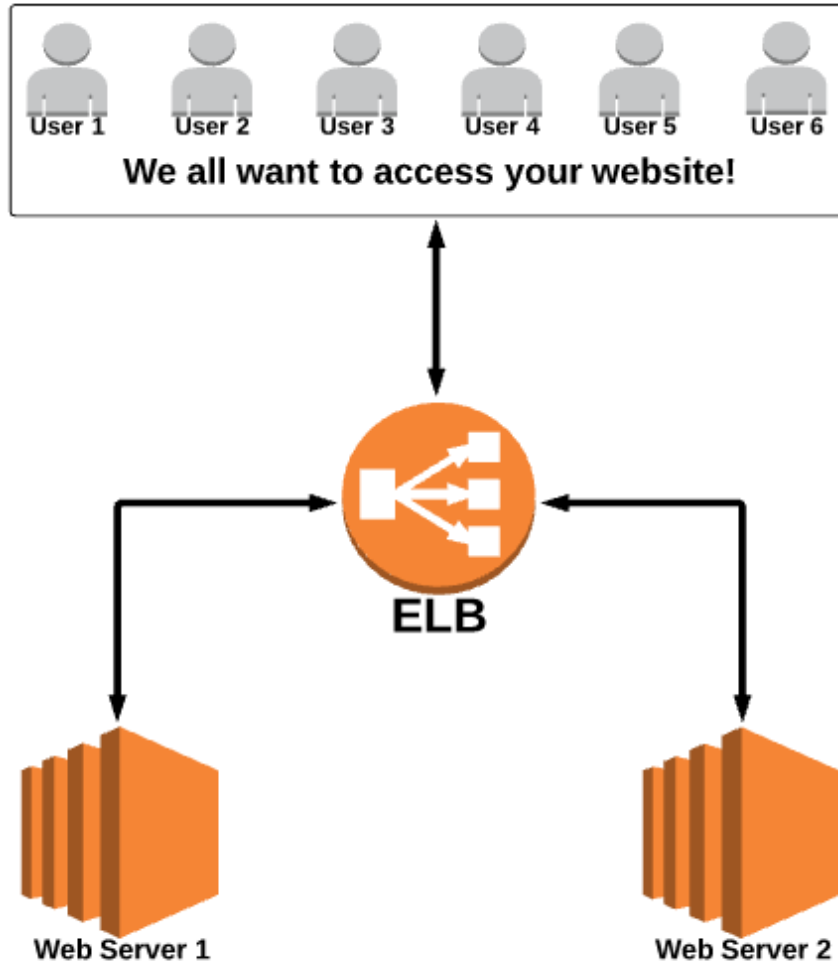 User 1 User 2 User 3 User 4 User 5 User 6
We all want to access your website!
ELB
Web Server 1 Web Server 2